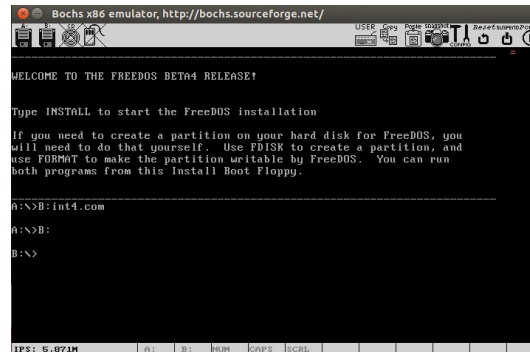 Bochs x86 emulator, http://bochs.sourceforge.net/
A: B: CD USER Copy Paste snapshot CONFIG Reset SUSPEND
WELCOME TO THE FREEDOS BETA4 RELEASE!
Type INSTALL to start the FreeDOS installation
If you need to create a partition on your hard disk for FreeDOS, you
will need to do that yourself. Use FDISK to create a partition, and
use FORMAT to make the partition writable by FreeDOS. You can run
both programs from this Install Boot Floppy.
A:\>B:int4.com
A:\>B:
B:\>
IPS: 5.871M A: B: NUM CAPS SCRL